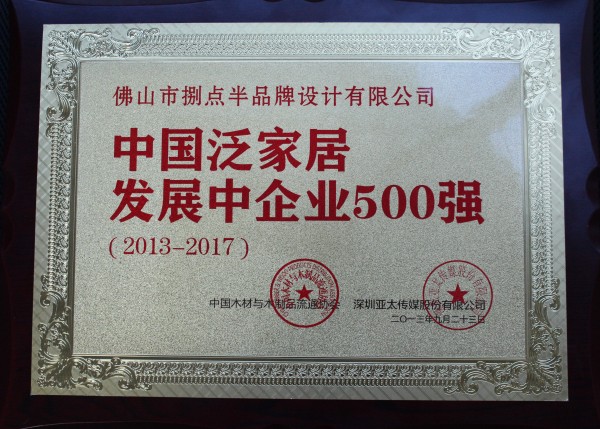 佛山市捌点半品牌设计有限公司
中国泛家居
发展中企业500强
(2013-2017)
中国木材与木制品流通协会 深圳亚太传媒股份有限公司
二〇一三年九月二十三日